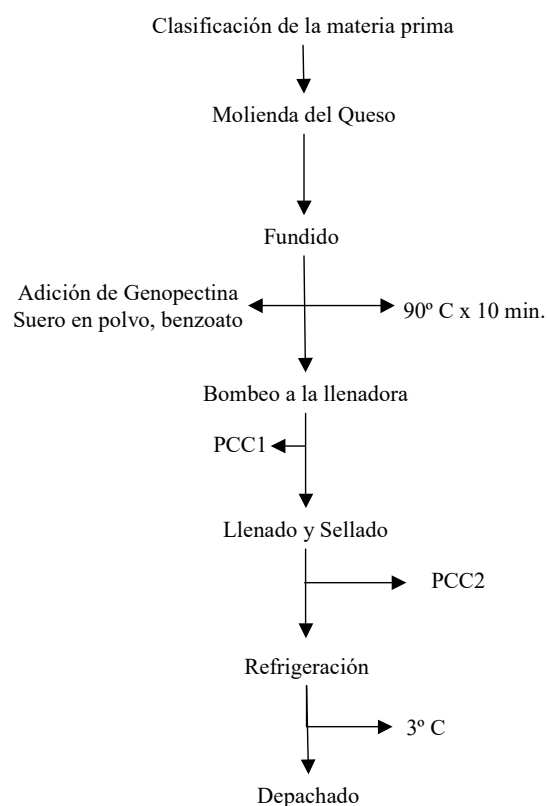 Clasificación de la materia prima
Molienda del Queso
Fundido
Adición de Genopectina
Suero en polvo, benzoato
90º C x 10 min.
Bombeo a la llenadora
PCC1
Llenado y Sellado
PCC2
Refrigeración
3º C
Depachado